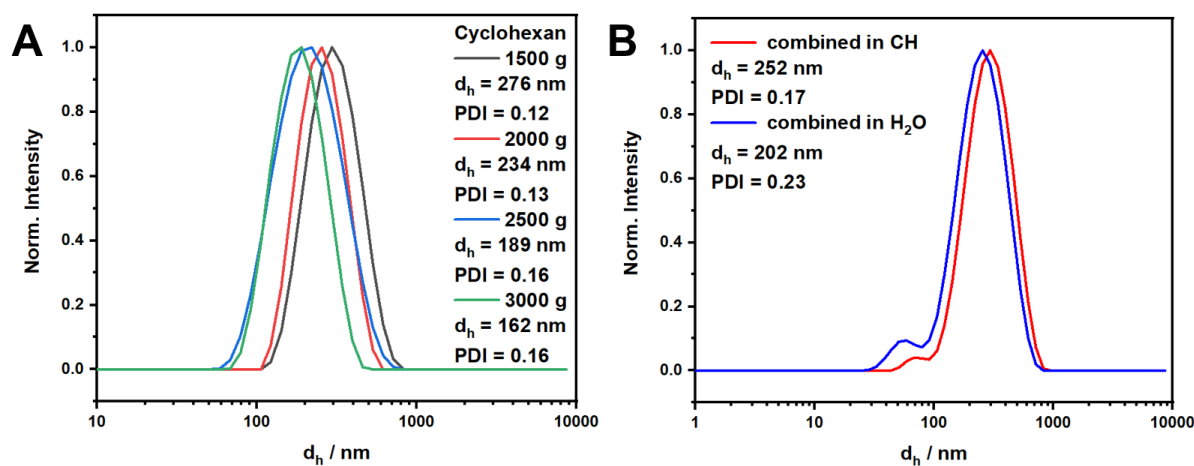 A
Norm. Intensity
1.0
0.8
0.6
0.4
0.2
0.0
10
100
1000
10000
d_h / nm
Cyclohexan
1500 g
d_h = 276 nm
PDI = 0.12
2000 g
d_h = 234 nm
PDI = 0.13
2500 g
d_h = 189 nm
PDI = 0.16
3000 g
d_h = 162 nm
PDI = 0.16
B
Norm. Intensity
1.0
0.8
0.6
0.4
0.2
0.0
1
10
100
1000
10000
d_h / nm
combined in CH
d_h = 252 nm
PDI = 0.17
combined in H₂O
d_h = 202 nm
PDI = 0.23